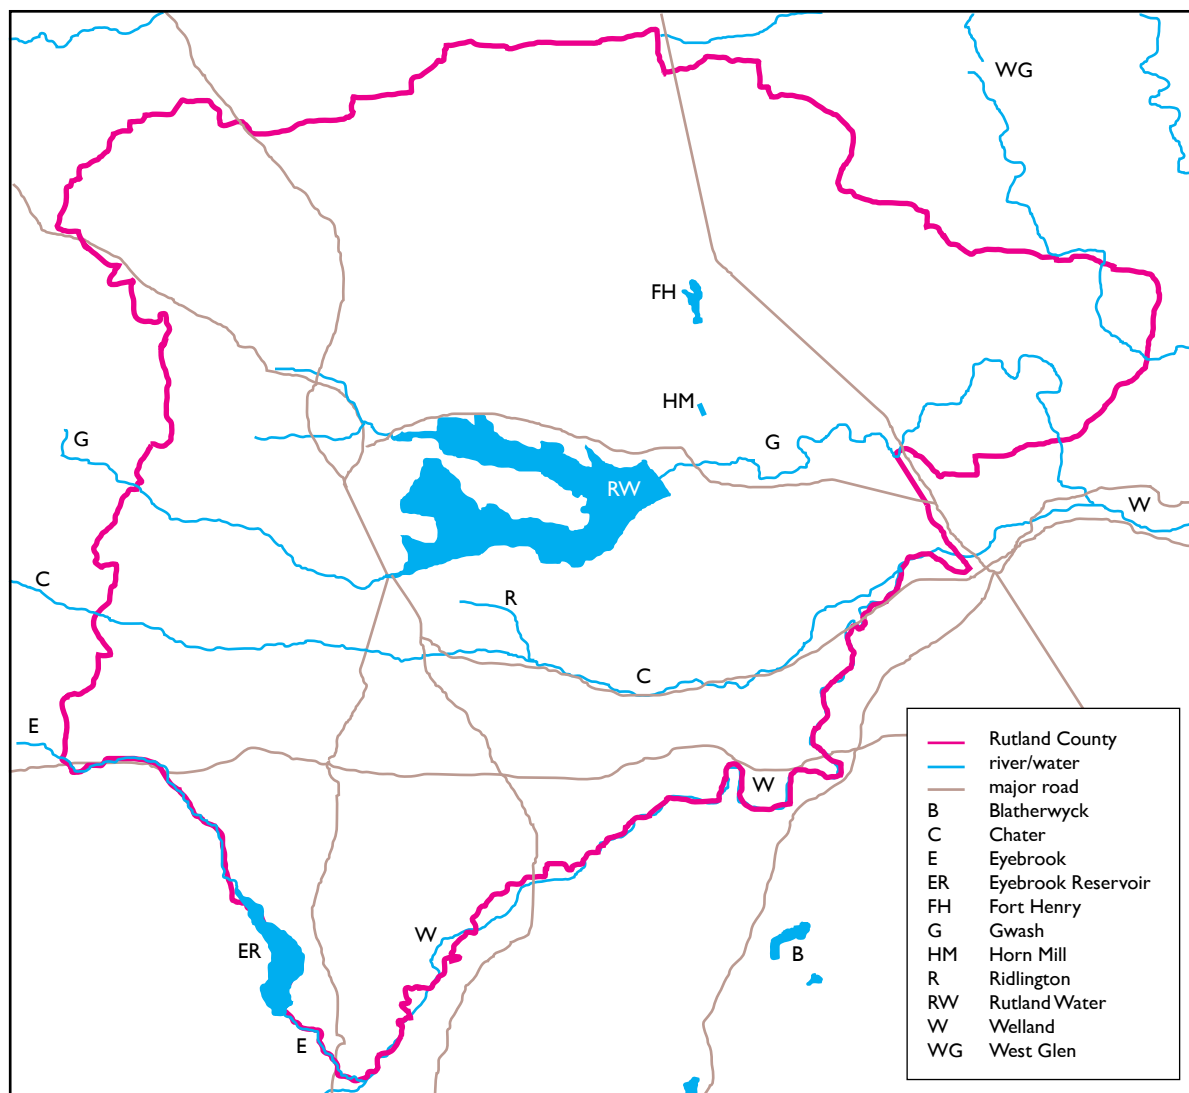 WG
FH
HM
G
G
RW
W
C
R
C
E
W
W
ER
B
E
Rutland County
river/water
major road
B Blatherwyck
C Chater
E Eyebrook
ER Eyebrook Reservoir
FH Fort Henry
G Gwash
HM Horn Mill
R Ridlington
RW Rutland Water
W Welland
WG West Glen